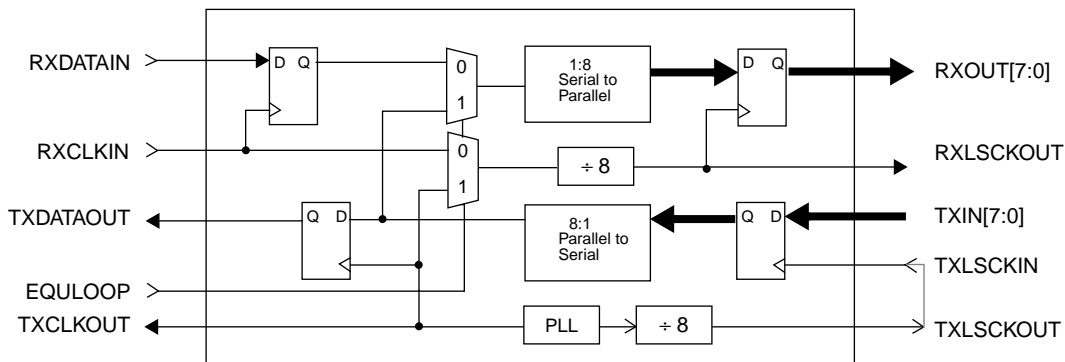 RXDATAIN
D Q
0
1
1:8
Serial to
Parallel
D Q
RXOUT[7:0]
RXCLKIN
0
1
÷ 8
RXLSCKOUT
TXDATAOUT
Q D
8:1
Parallel to
Serial
Q D
TXIN[7:0]
TXLSCKIN
EQULOOP
TXCLKOUT
PLL
÷ 8
TXLSCKOUT